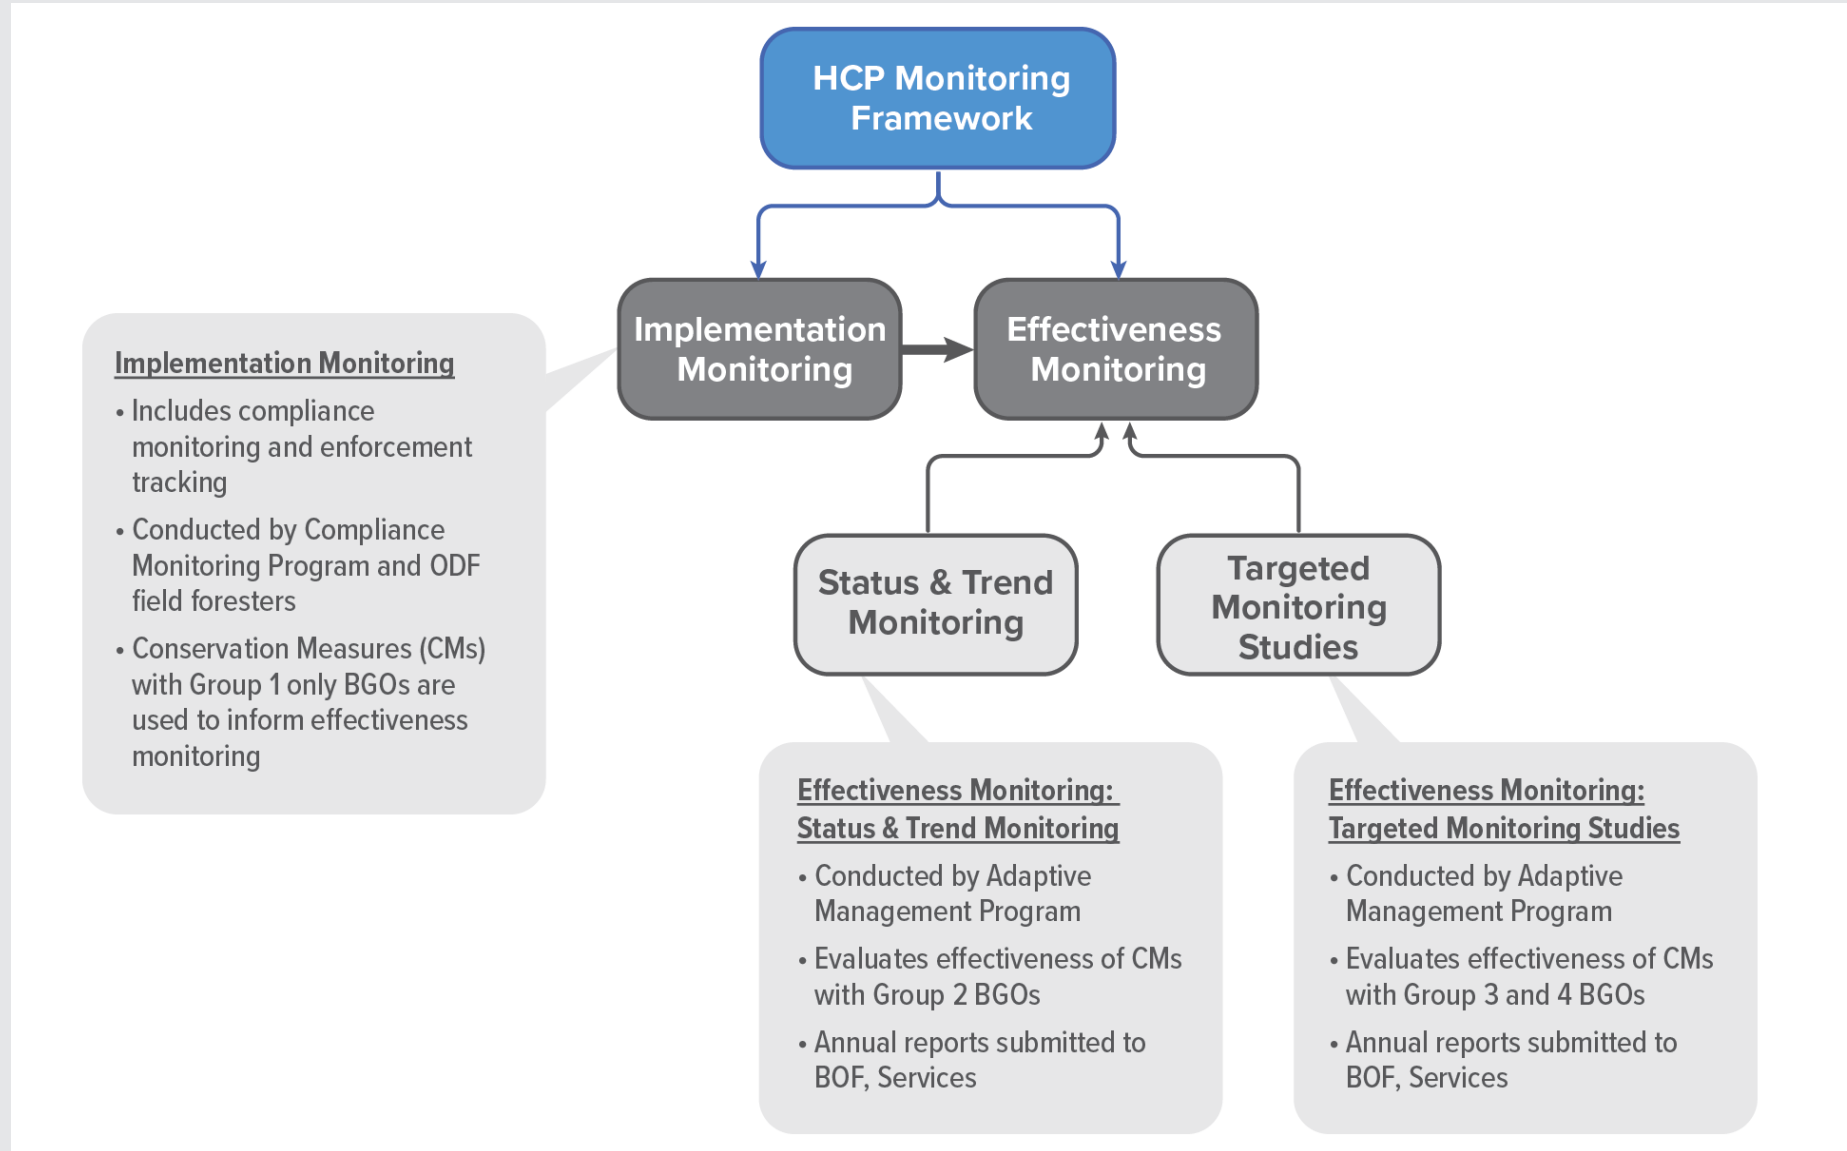 HCP Monitoring
Framework
Implementation
Monitoring
Effectiveness
Monitoring
Implementation Monitoring
• Includes compliance
monitoring and enforcement
tracking
• Conducted by Compliance
Monitoring Program and ODF
field foresters
• Conservation Measures (CMs)
with Group 1 only BGOs are
used to inform effectiveness
monitoring
Status & Trend
Monitoring
Targeted
Monitoring
Studies
Effectiveness Monitoring:
Status & Trend Monitoring
• Conducted by Adaptive
Management Program
• Evaluates effectiveness of CMs
with Group 2 BGOs
• Annual reports submitted to
BOF, Services
Effectiveness Monitoring:
Targeted Monitoring Studies
• Conducted by Adaptive
Management Program
• Evaluates effectiveness of CMs
with Group 3 and 4 BGOs
• Annual reports submitted to
BOF, Services